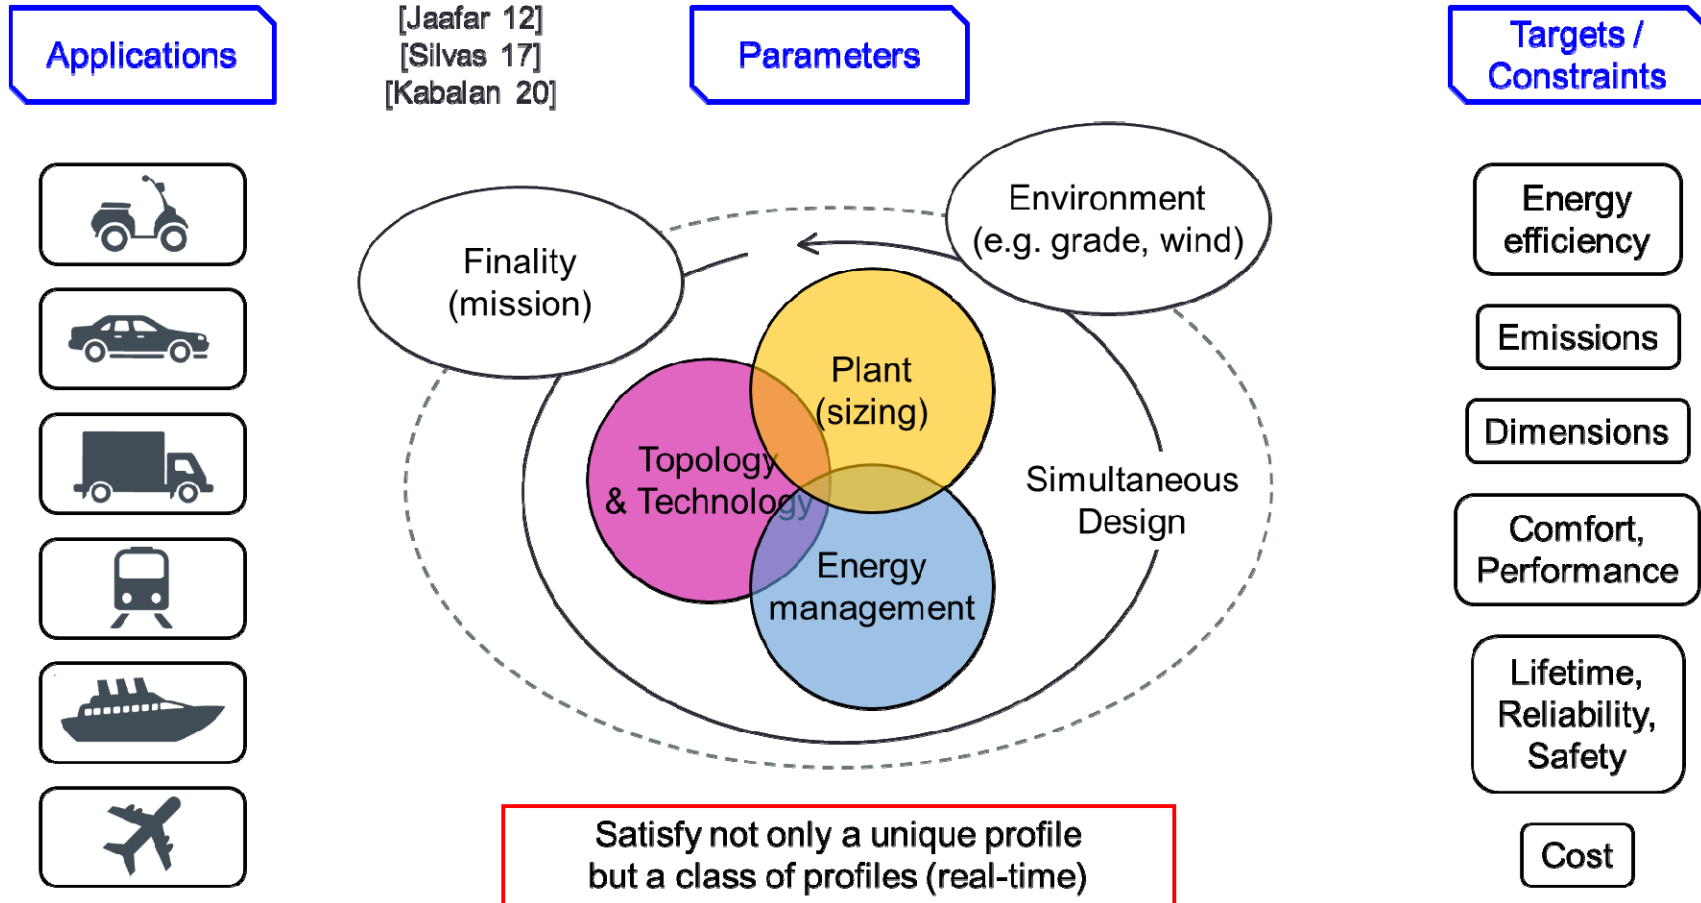 Applications
[Jaafar 12]
[Silvas 17]
[Kabalan 20]
Parameters
Targets /
Constraints
Finality
(mission)
Environment
(e.g. grade, wind)
Plant
(sizing)
Topology
& Technology
Energy
management
Simultaneous
Design
Satisfy not only a unique profile
but a class of profiles (real-time)
Energy
efficiency
Emissions
Dimensions
Comfort,
Performance
Lifetime,
Reliability,
Safety
Cost